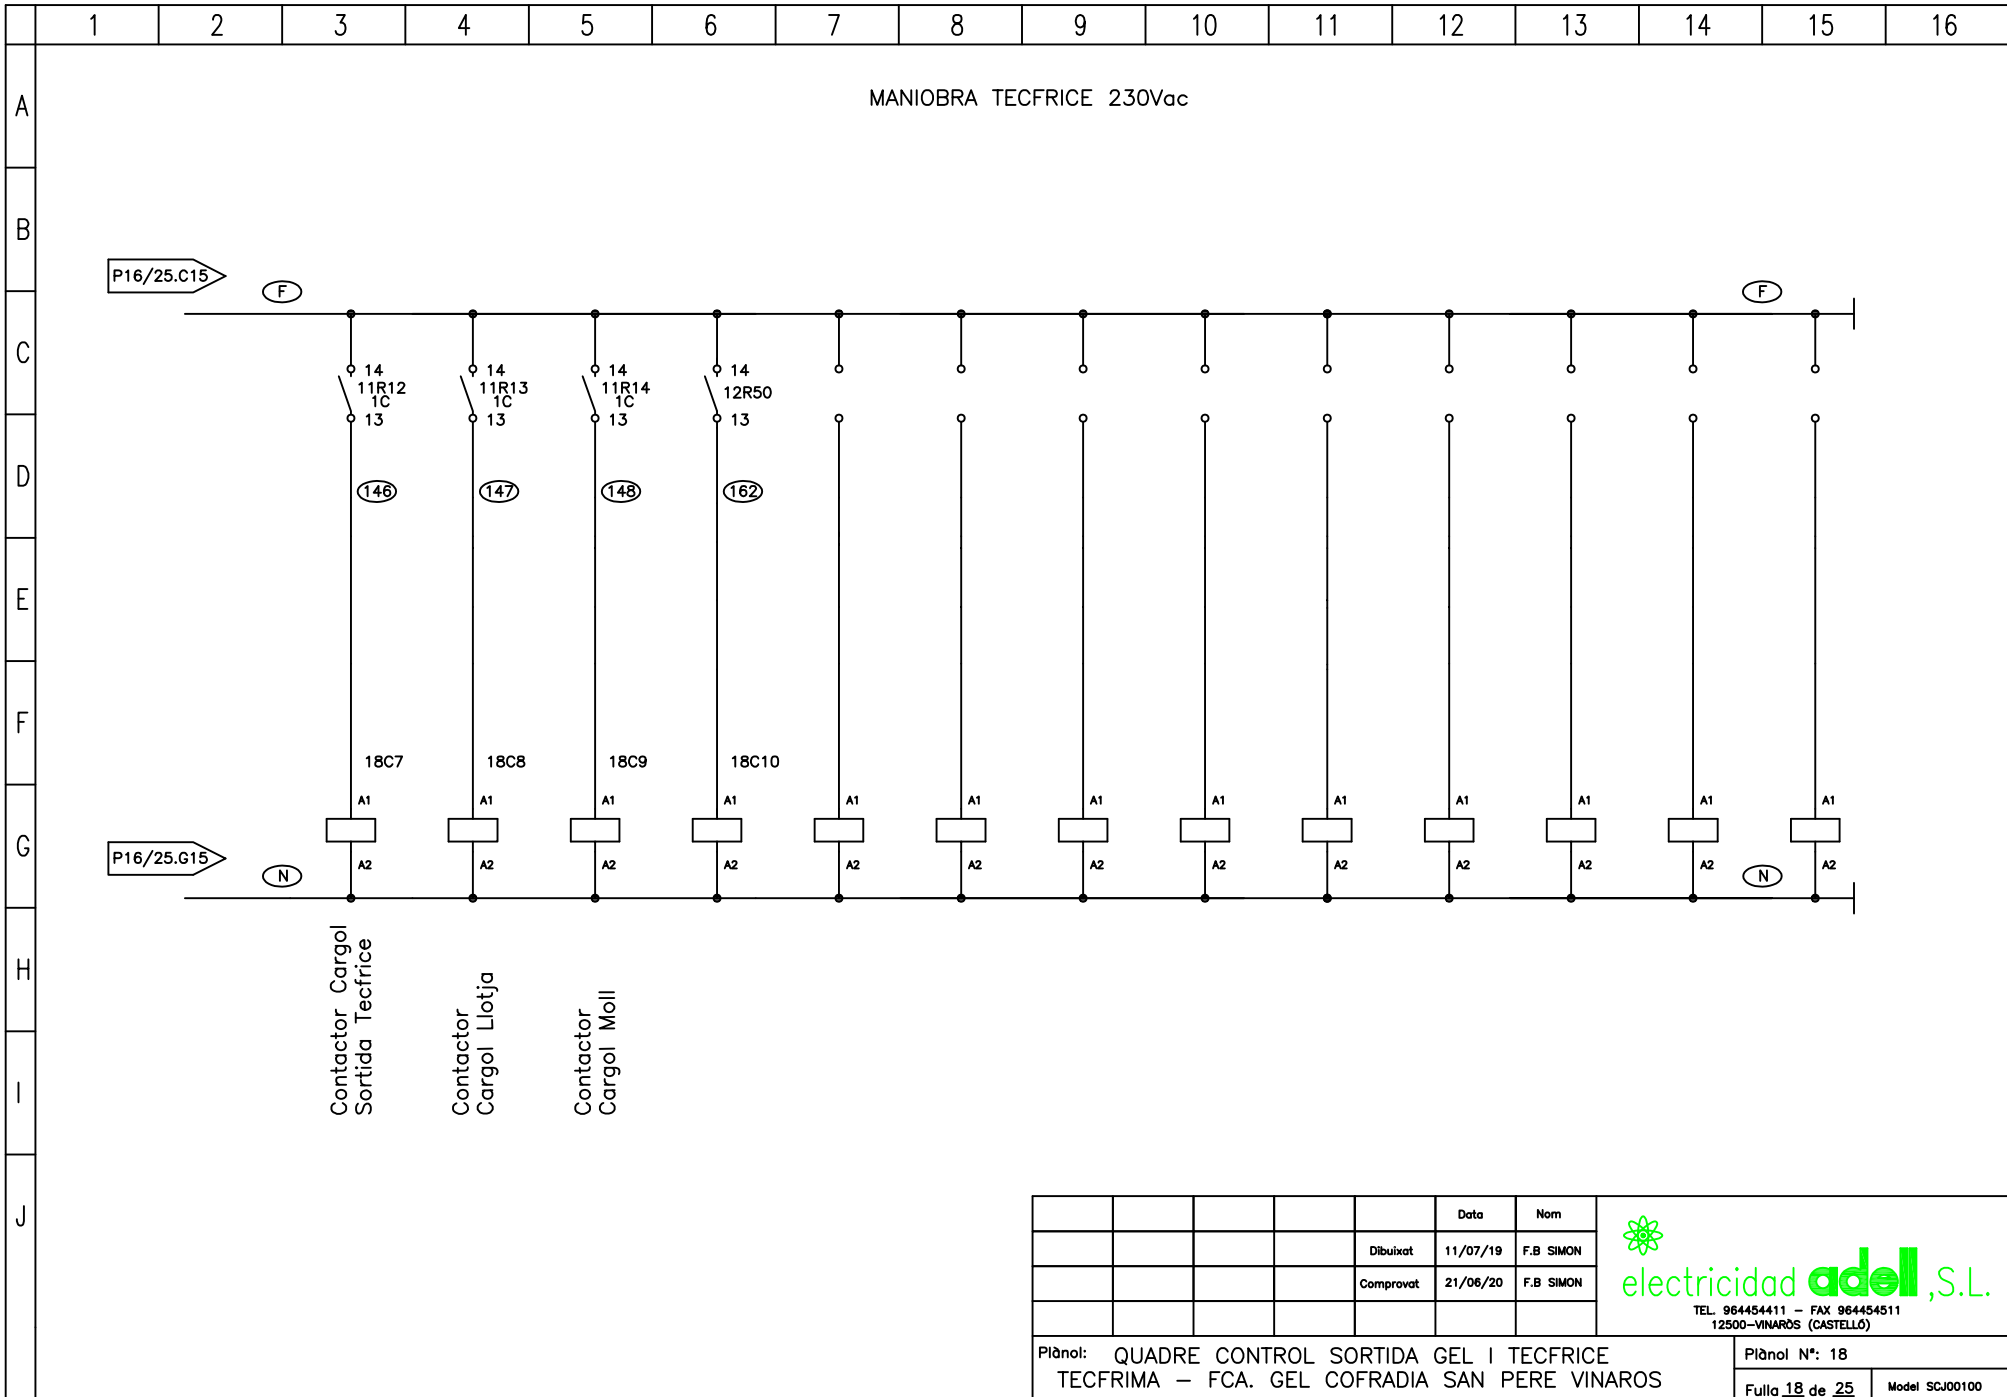 1 2 3 4 5 6 7 8 9 10 11 12 13 14 15 16
A
MANIOBRA TECFRICE 230Vac
B
P16/25.C15
F F
C
14 14 14 14
11R12 11R13 11R14 12R50
1C 1C 1C
13 13 13 13
D
146 147 148 162
E
F
18C7 18C8 18C9 18C10
A1 A1 A1 A1 A1 A1 A1 A1 A1 A1 A1 A1 A1
G
P16/25.G15
A2 A2 A2 A2 A2 A2 A2 A2 A2 A2 A2 A2 A2
N N
H
Contactor Cargol
Sortida Tecfrice
Contactor
Cargol Llotja
Contactor
Cargol Moll
I
J
Data Nom
Dibuixat 11/07/19 F.B SIMON
Comprovat 21/06/20 F.B SIMON
electricidad adell ,S.L.
TEL. 964454411 – FAX 964454511
12500–VINARÒS (CASTELLÓ)
Plànol: QUADRE CONTROL SORTIDA GEL I TECFRICE
TECFRIMA – FCA. GEL COFRADIA SAN PERE VINAROS
Plànol Nº: 18
Fulla 18 de 25
Model SCJ00100